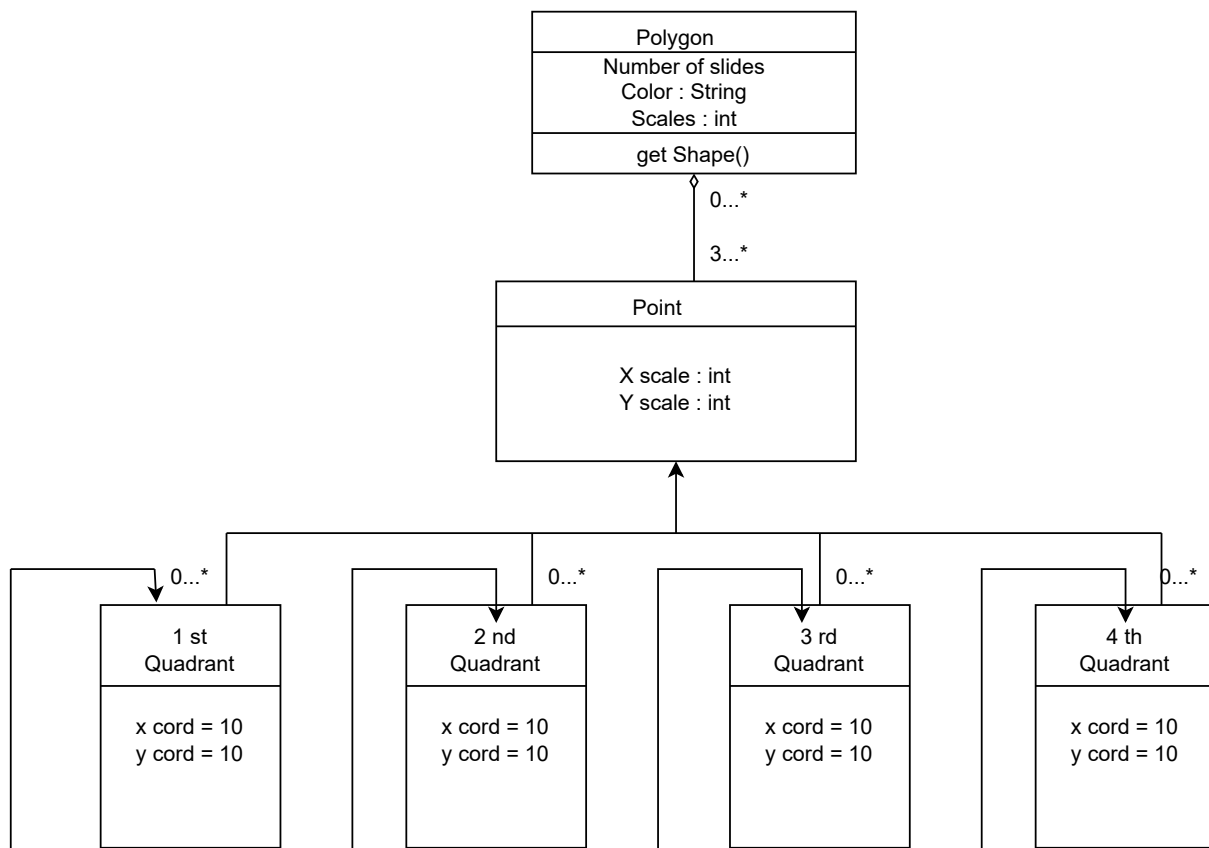 Polygon
Number of slides
Color : String
Scales : int
get Shape()
0...*
3...*
Point
X scale : int
Y scale : int
0...*
0...*
0...*
0...*
1 st
Quadrant
2 nd
Quadrant
3 rd
Quadrant
4 th
Quadrant
x cord = 10
y cord = 10
x cord = 10
y cord = 10
x cord = 10
y cord = 10
x cord = 10
y cord = 10